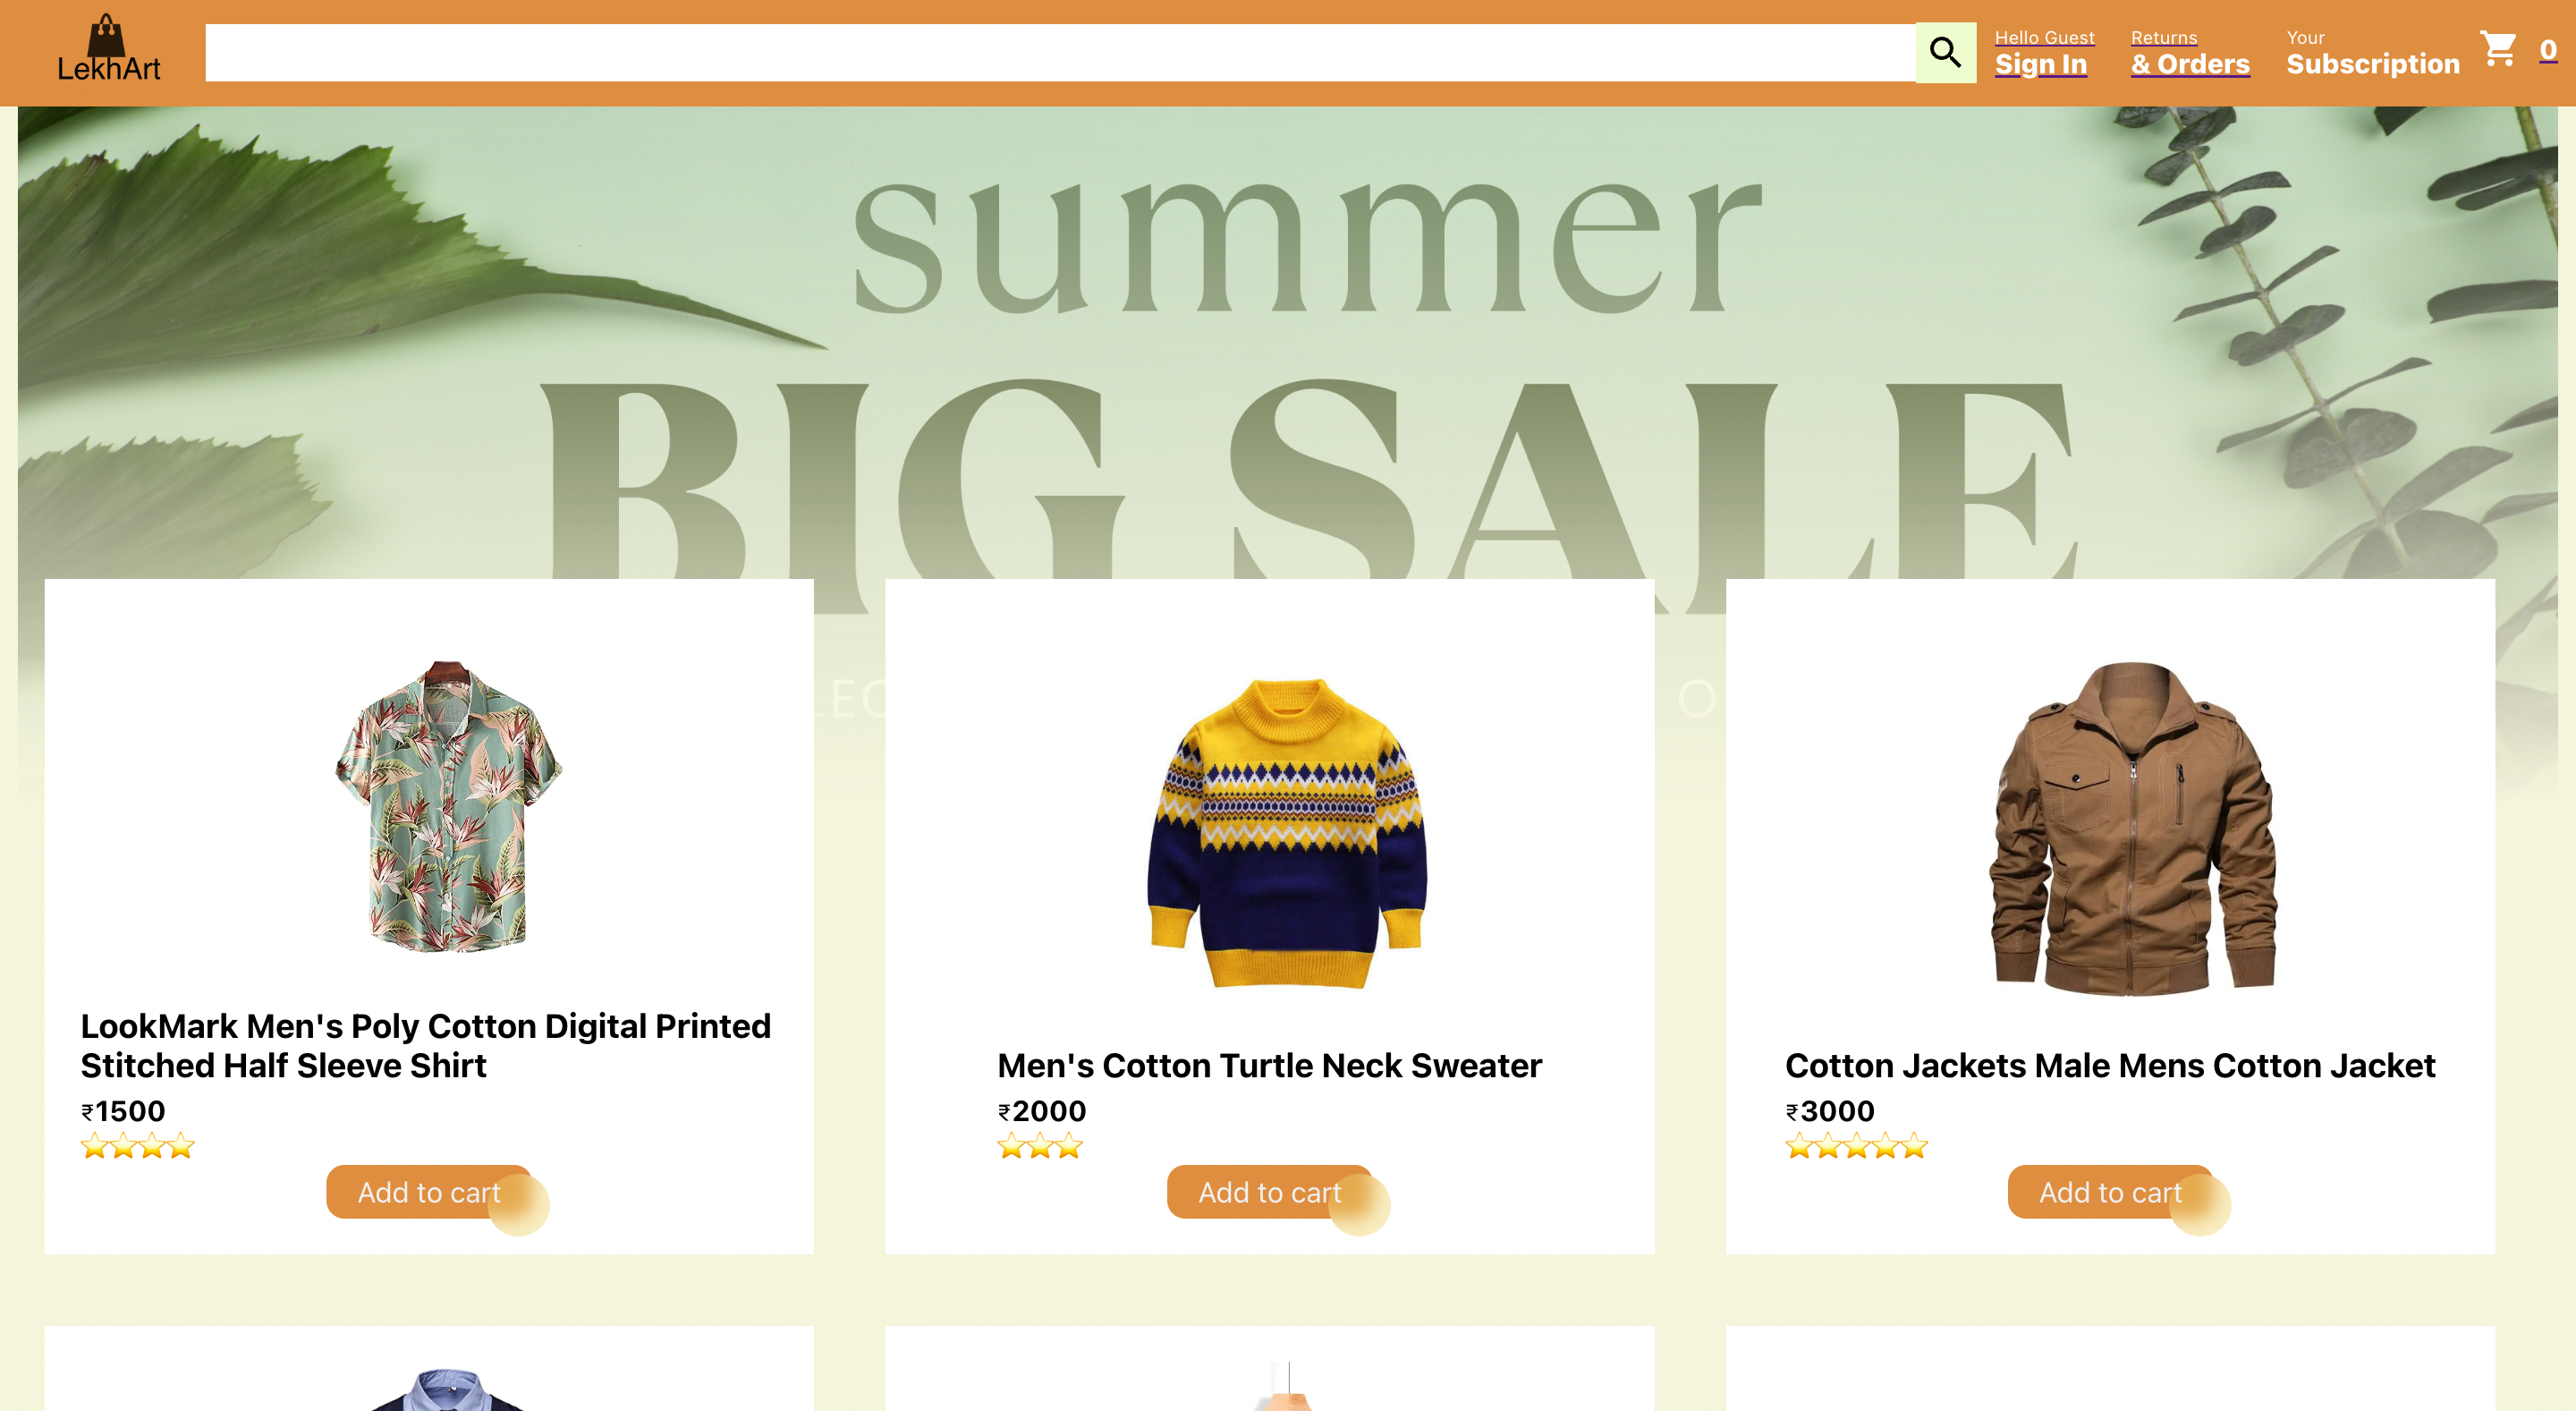 LekhArt
Hello Guest
Sign In
Returns
& Orders
Your
Subscription
0
summer
BIG SALE
LookMark Men's Poly Cotton Digital Printed
Stitched Half Sleeve Shirt
₹1500
Add to cart
Men's Cotton Turtle Neck Sweater
₹2000
Add to cart
Cotton Jackets Male Mens Cotton Jacket
₹3000
Add to cart